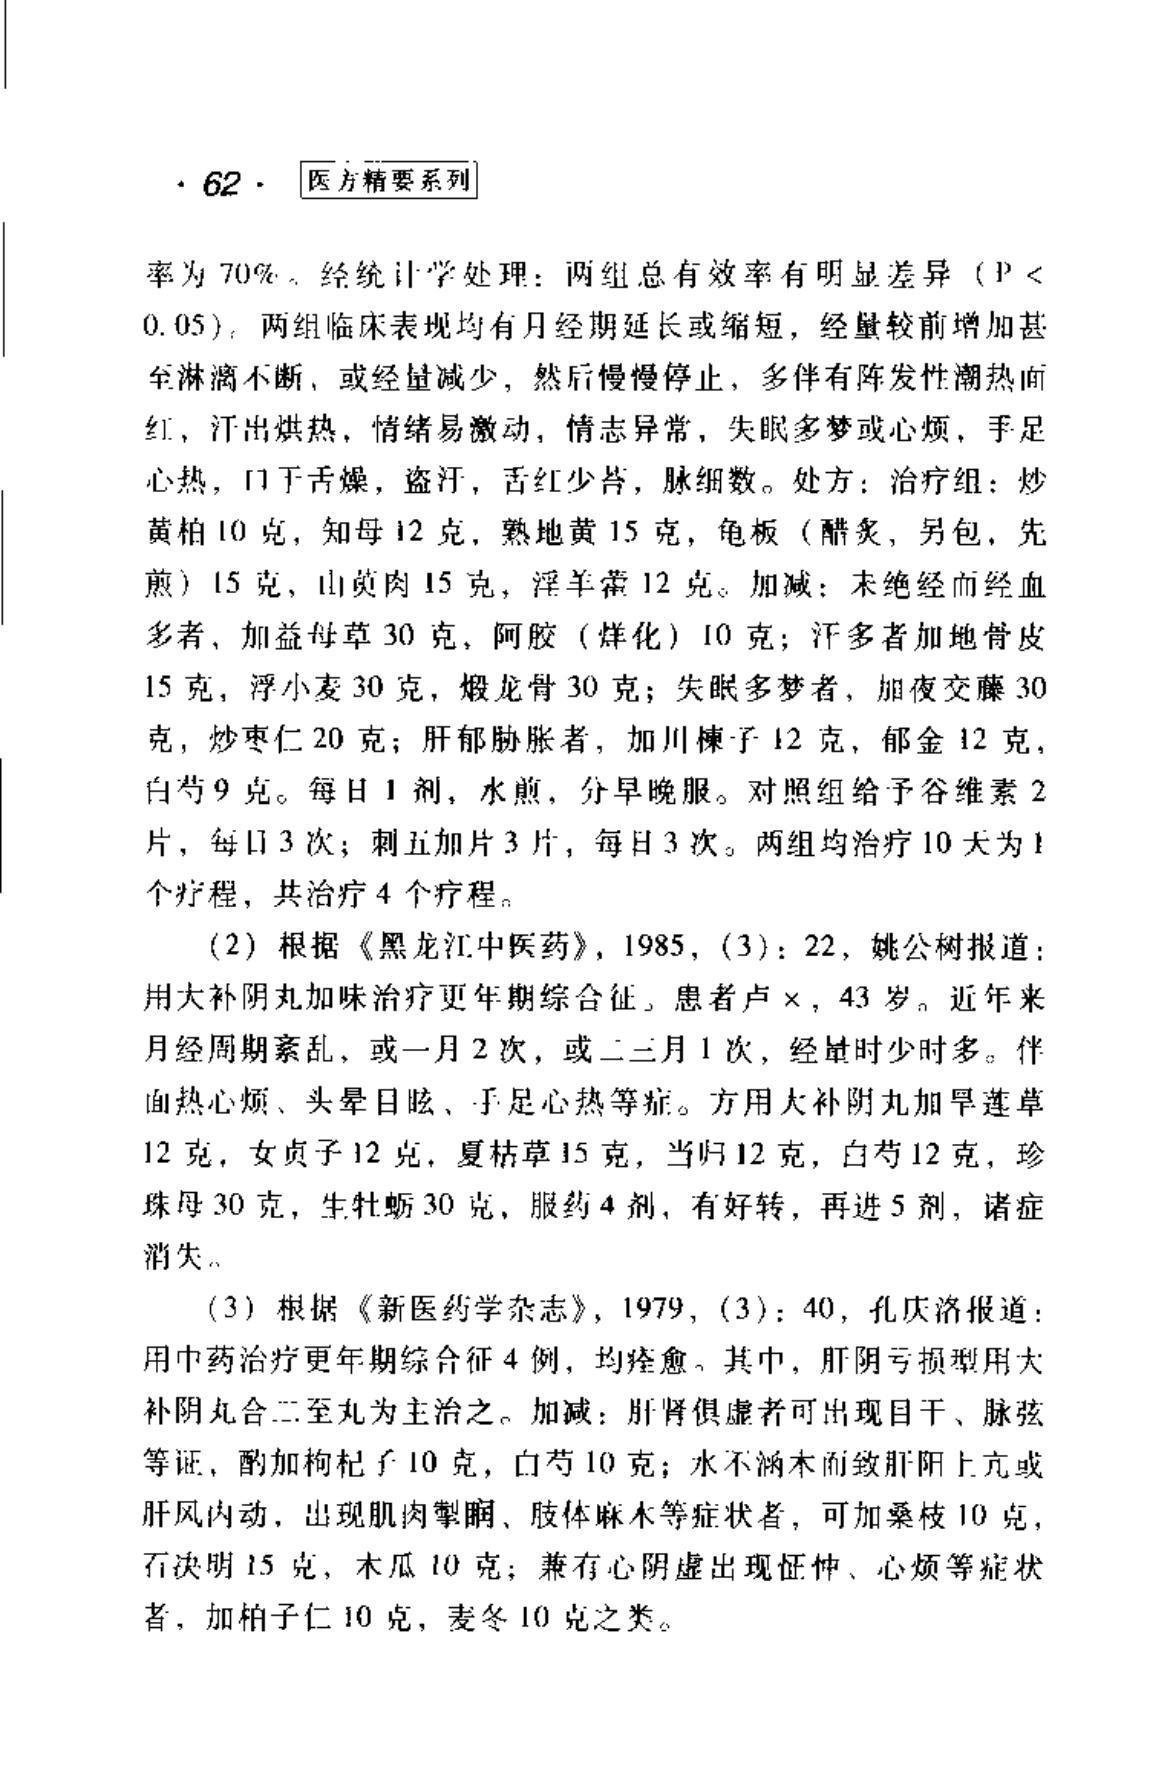 · 62 · 医方精要系列
率为 70%。经统计学处理：两组总有效率有明显差异（P <
0.05）。两组临床表现均有月经期延长或缩短，经量较前增加甚
至淋漓不断，或经量减少，然后慢慢停止，多伴有阵发性潮热面
红，汗出烘热，情绪易激动，情志异常，失眠多梦或心烦，手足
心热，口干舌燥，盗汗，舌红少苔，脉细数。处方：治疗组：炒
黄柏 10 克，知母 12 克，熟地黄 15 克，龟板（醋炙，另包，先
煎）15 克，山萸肉 15 克，淫羊藿 12 克。加减：未绝经而经血
多者，加益母草 30 克，阿胶（烊化）10 克；汗多者加地骨皮
15 克，浮小麦 30 克，煅龙骨 30 克；失眠多梦者，加夜交藤 30
克，炒枣仁 20 克；肝郁胁胀者，加川楝子 12 克，郁金 12 克，
白芍 9 克。每日 1 剂，水煎，分早晚服。对照组给予谷维素 2
片，每日 3 次；刺五加片 3 片，每日 3 次。两组均治疗 10 天为 1
个疗程，共治疗 4 个疗程。
（2）根据《黑龙江中医药》，1985，（3）：22，姚公树报道：
用大补阴丸加味治疗更年期综合征。患者卢 ×，43 岁。近年来
月经周期紊乱，或一月 2 次，或二三月 1 次，经量时少时多。伴
面热心烦、头晕目眩、手足心热等症。方用大补阴丸加旱莲草
12 克，女贞子 12 克，夏枯草 15 克，当归 12 克，白芍 12 克，珍
珠母 30 克，生牡蛎 30 克，服药 4 剂，有好转，再进 5 剂，诸症
消失。
（3）根据《新医药学杂志》，1979，（3）：40，孔庆洛报道：
用中药治疗更年期综合征 4 例，均痊愈。其中，肝阴亏损型用大
补阴丸合二至丸为主治之。加减：肝肾俱虚者可出现目干、脉弦
等证，酌加枸杞子 10 克，白芍 10 克；水不涵木而致肝阳上亢或
肝风内动，出现肌肉掣瞤、肢体麻木等症状者，可加桑枝 10 克，
石决明 15 克，木瓜 10 克；兼有心阴虚出现怔忡、心烦等症状
者，加柏子仁 10 克，麦冬 10 克之类。